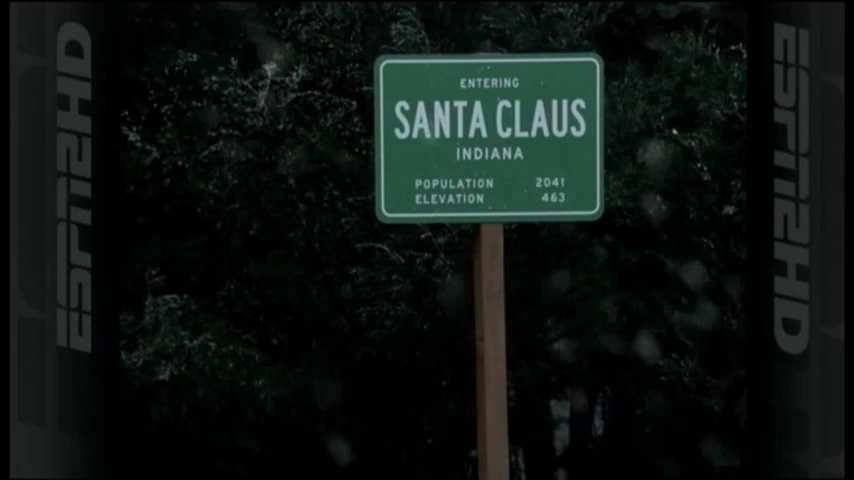 ESPN2HD
ENTERING
SANTA CLAUS
INDIANA
POPULATION 2041
ELEVATION 463
ESPN2HD